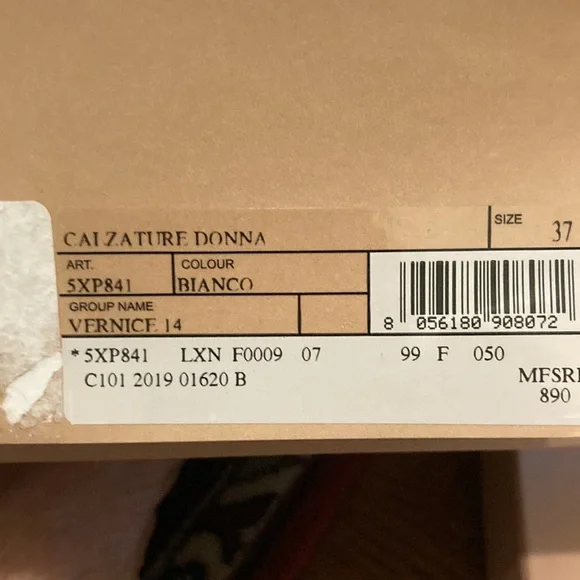 CALZATURE DONNA
SIZE 37
ART. COLOUR
5XP841 BIANCO
GROUP NAME
VERNICE 14
8 056180 908072
*5XP841 LXN F0009 07 99 F 050
C101 2019 01620 B
MFSRI
890